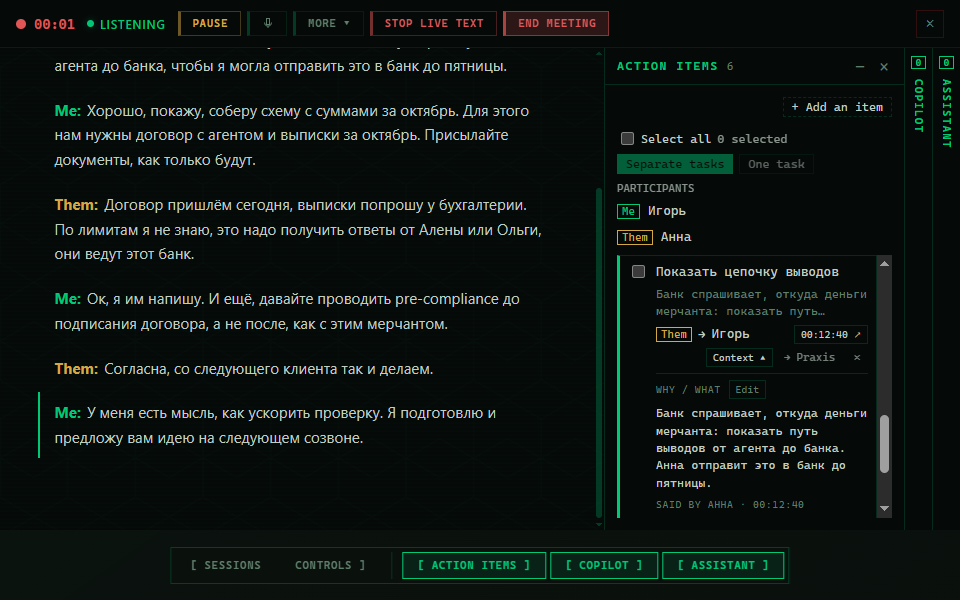 00:01
LISTENING
PAUSE
MORE ▾
STOP LIVE TEXT
END MEETING
×
агента до банка, чтобы я могла отправить это в банк до пятницы.
Me: Хорошо, покажу, соберу схему с суммами за октябрь. Для этого
нам нужны договор с агентом и выписки за октябрь. Присылайте
документы, как только будут.
Them: Договор пришлём сегодня, выписки попрошу у бухгалтерии.
По лимитам я не знаю, это надо получить ответы от Алены или Ольги,
они ведут этот банк.
Me: Ок, я им напишу. И ещё, давайте проводить pre-compliance до
подписания договора, а не после, как с этим мерчантом.
Them: Согласна, со следующего клиента так и делаем.
Me: У меня есть мысль, как ускорить проверку. Я подготовлю и
предложу вам идею на следующем созвоне.
ACTION ITEMS 6
− ×
+ Add an item
Select all 0 selected
Separate tasks
One task
PARTICIPANTS
Me Игорь
Them Анна
Показать цепочку выводов
Банк спрашивает, откуда деньги
мерчанта: показать путь…
Them → Игорь
00:12:40 ↗
Context ▴
→ Praxis
×
WHY / WHAT
Edit
Банк спрашивает, откуда деньги
мерчанта: показать путь
выводов от агента до банка.
Анна отправит это в банк до
пятницы.
SAID BY АННА · 00:12:40
0
COPILOT
0
ASSISTANT
[ SESSIONS
CONTROLS ]
[ ACTION ITEMS ]
[ COPILOT ]
[ ASSISTANT ]